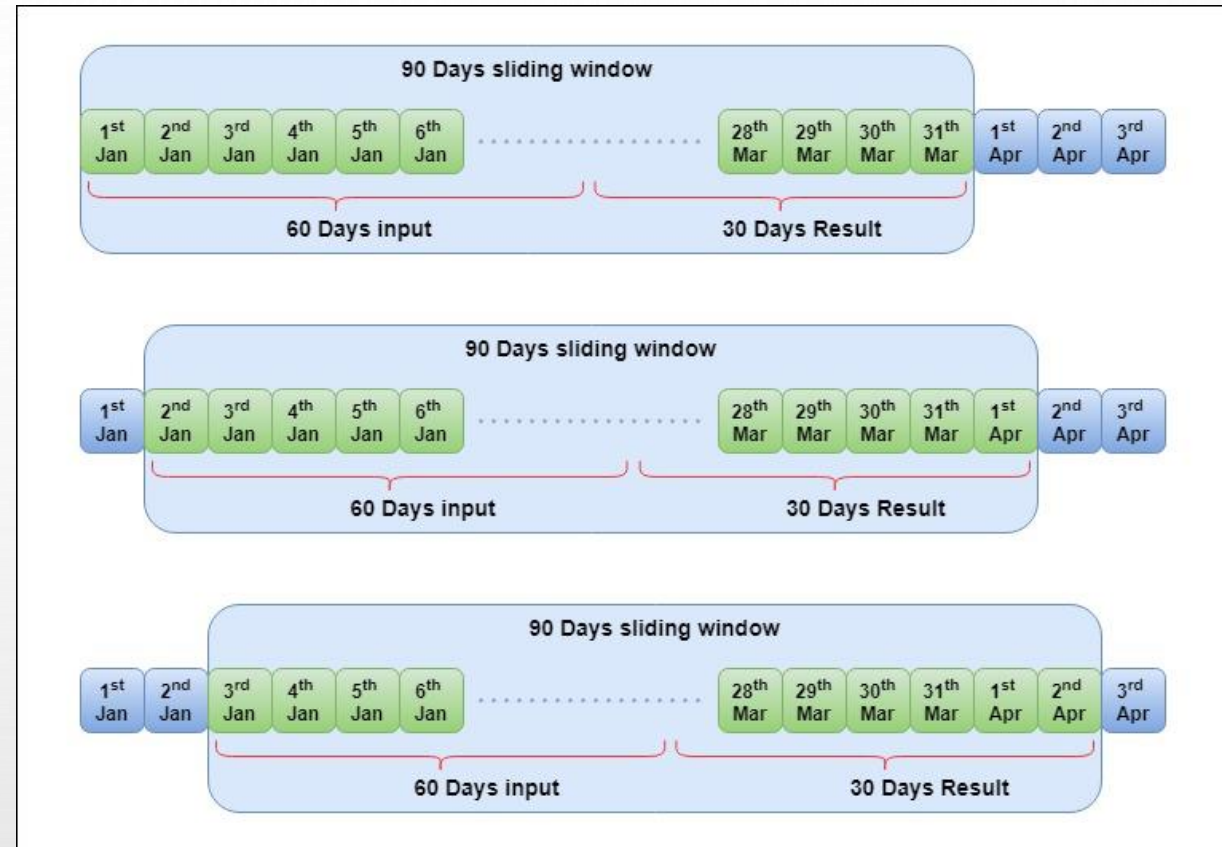 90 Days sliding window
1st 2nd 3rd 4th 5th 6th 28th 29th 30th 31th 1st 2nd 3rd
Jan Jan Jan Jan Jan Jan Mar Mar Mar Mar Apr Apr Apr
60 Days input 30 Days Result
90 Days sliding window
1st 2nd 3rd 4th 5th 6th 28th 29th 30th 31th 1st 2nd 3rd
Jan Jan Jan Jan Jan Jan Mar Mar Mar Mar Apr Apr Apr
60 Days input 30 Days Result
90 Days sliding window
1st 2nd 3rd 4th 5th 6th 28th 29th 30th 31th 1st 2nd 3rd
Jan Jan Jan Jan Jan Jan Mar Mar Mar Mar Apr Apr Apr
60 Days input 30 Days Result